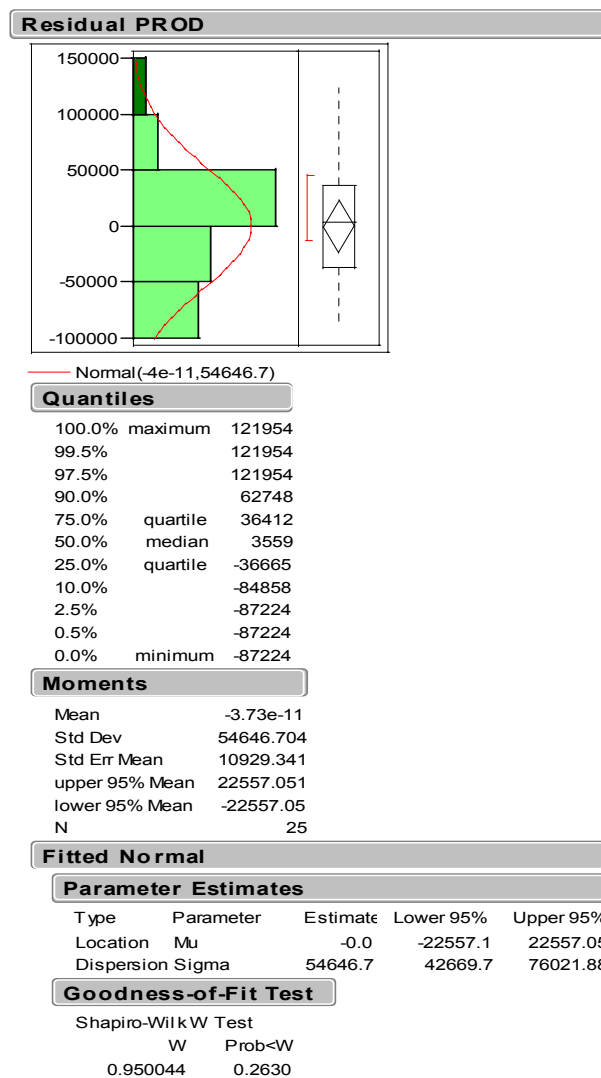 Residual PROD
150000
100000
50000
0
-50000
-100000
Normal(-4e-11,54646.7)
Quantiles
100.0% maximum 121954
99.5% 121954
97.5% 121954
90.0% 62748
75.0% quartile 36412
50.0% median 3559
25.0% quartile -36665
10.0% -84858
2.5% -87224
0.5% -87224
0.0% minimum -87224
Moments
Mean -3.73e-11
Std Dev 54646.704
Std Err Mean 10929.341
upper 95% Mean 22557.051
lower 95% Mean -22557.05
N 25
Fitted Normal
Parameter Estimates
Type Parameter Estimate Lower 95% Upper 95%
Location Mu -0.0 -22557.1 22557.05
Dispersion Sigma 54646.7 42669.7 76021.88
Goodness-of-Fit Test
Shapiro-Wilk W Test
W Prob<W
0.950044 0.2630